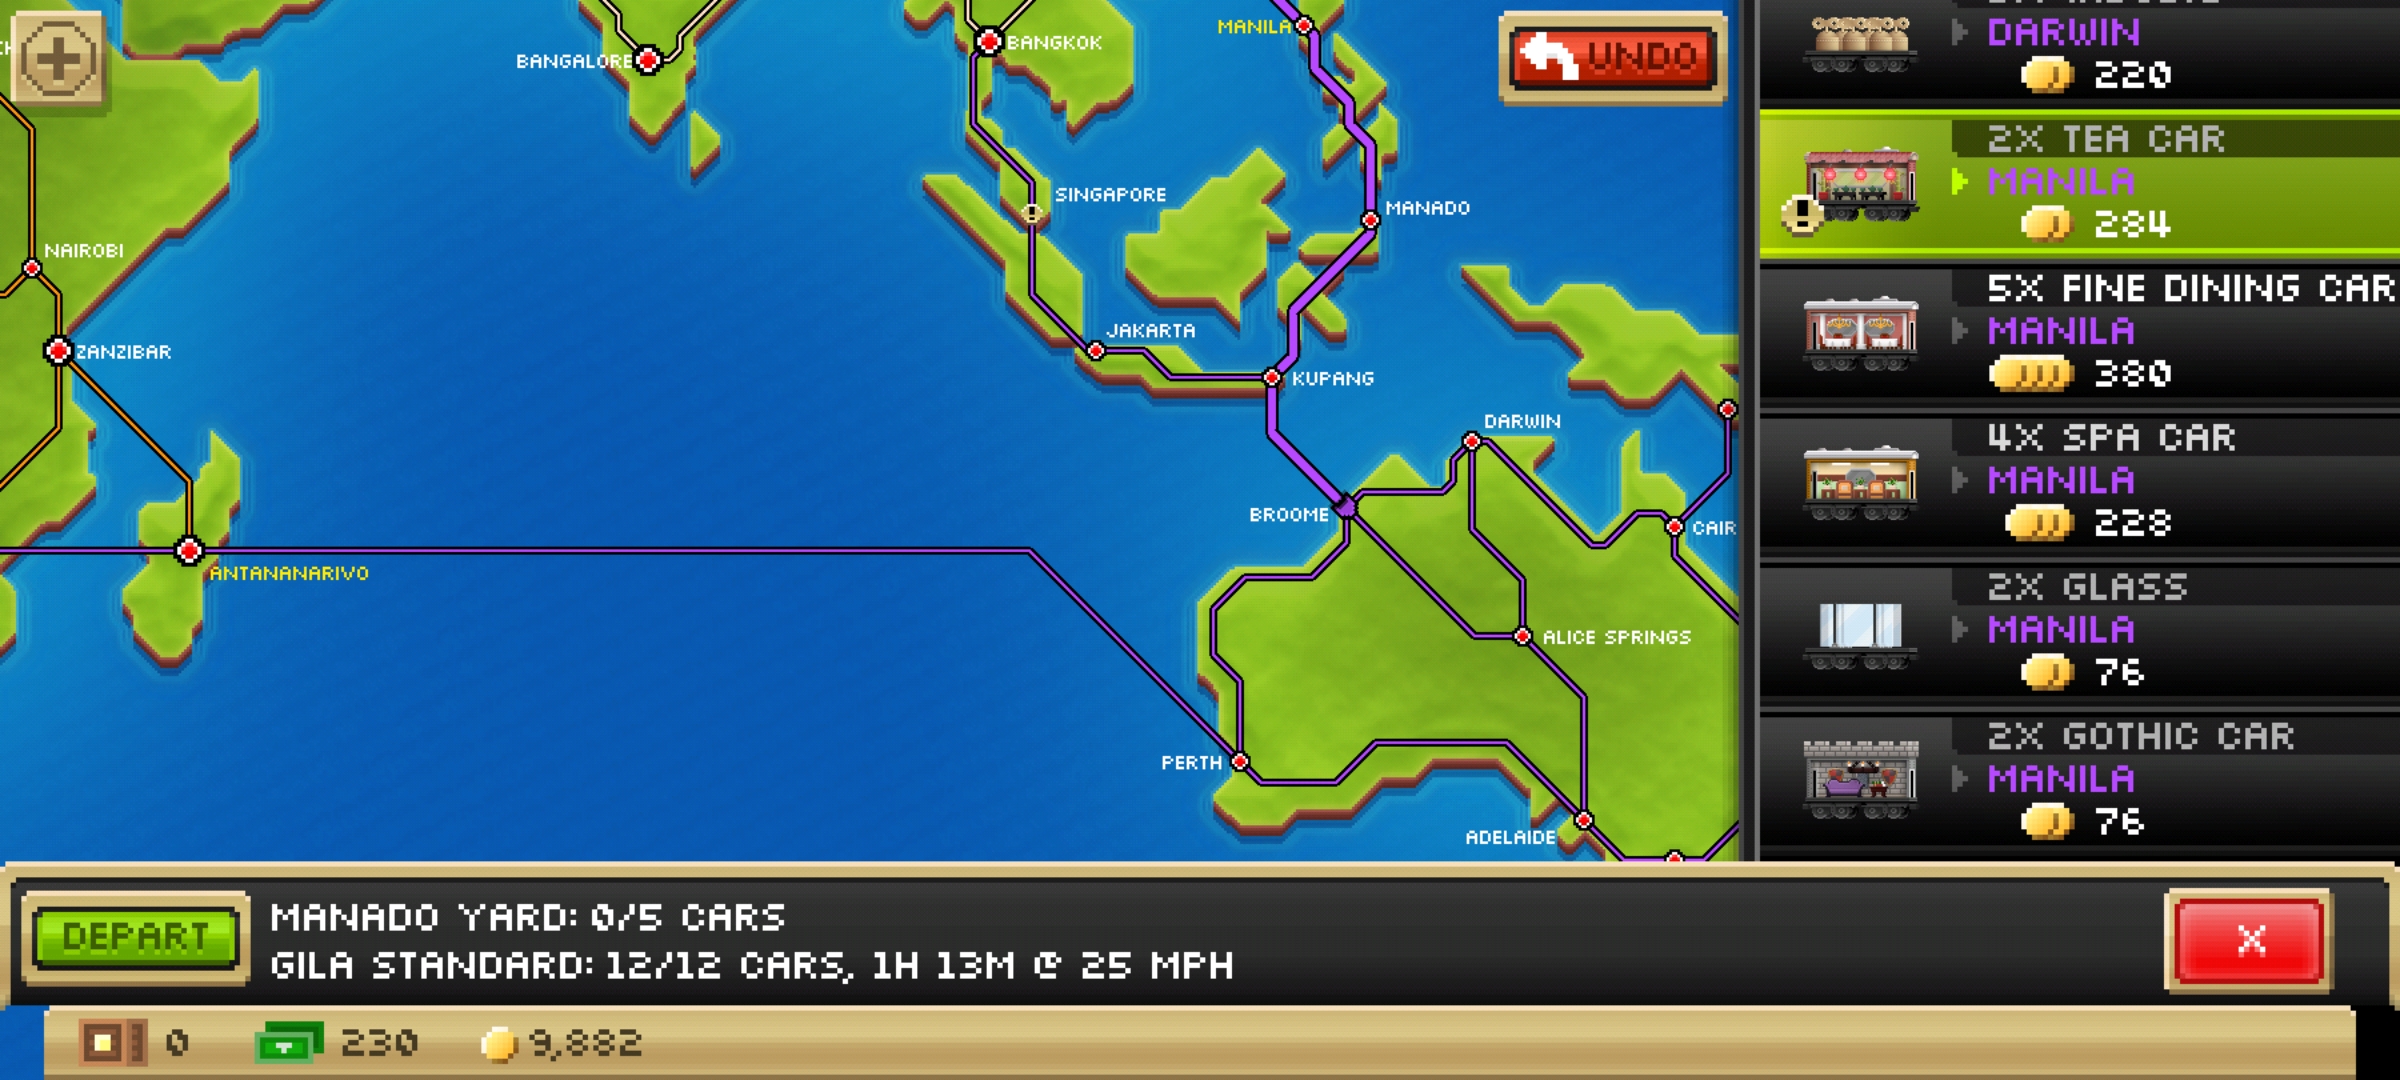 MANILA
BANGKOK
BANGALORE
UNDO
SINGAPORE
MANADO
NAIROBI
JAKARTA
ZANZIBAR
KUPANG
DARWIN
BROOME
CAIR
ANTANANARIVO
ALICE SPRINGS
PERTH
ADELAIDE
DARWIN
220
2X TEA CAR
MANILA
284
5X FINE DINING CAR
MANILA
380
4X SPA CAR
MANILA
228
2X GLASS
MANILA
76
2X GOTHIC CAR
MANILA
76
DEPART
MANADO YARD: 0/5 CARS
GILA STANDARD: 12/12 CARS, 1H 13M @ 25 MPH
X
0
230
9,882